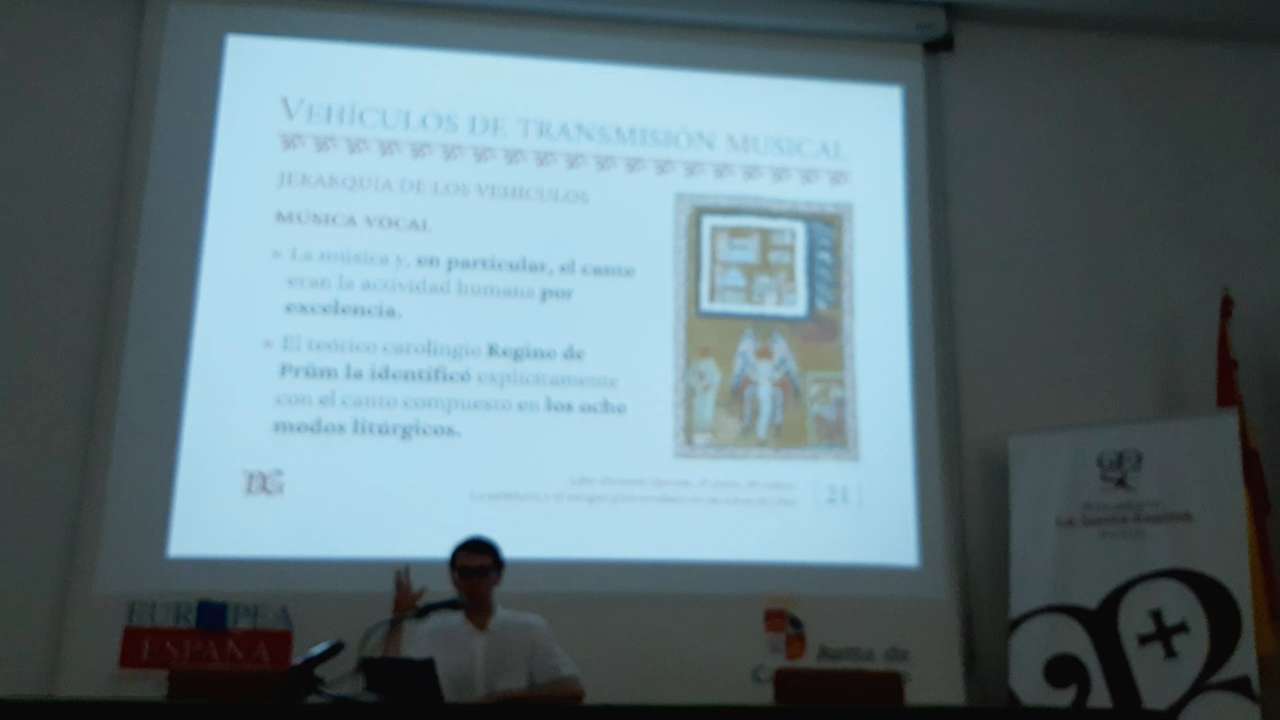 VEHÍCULOS DE TRANSMISIÓN MUSICAL
JERARQUÍA DE LOS VEHÍCULOS
MÚSICA VOCAL
» La música y, en particular, el canto
eran la actividad humana por
excelencia.
» El teórico carolingio Regino de
Prüm la identificó explícitamente
con el canto compuesto en los ocho
modos litúrgicos.
21
EUROPEA
ESPAÑA
Junta de